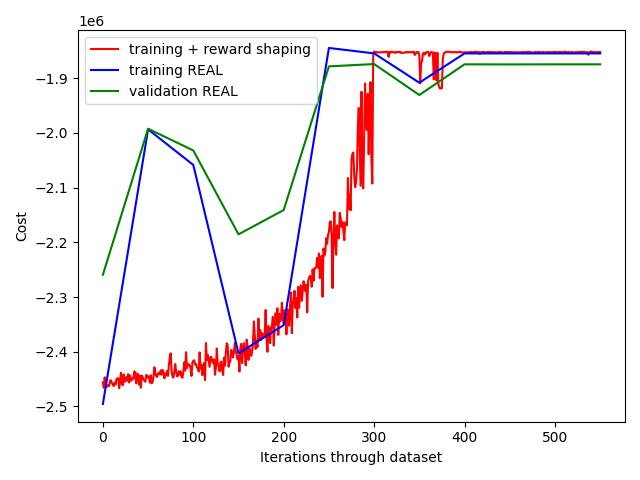 1e6
training + reward shaping
training REAL
validation REAL
−1.9
−2.0
−2.1
−2.2
−2.3
−2.4
−2.5
Cost
0 100 200 300 400 500
Iterations through dataset